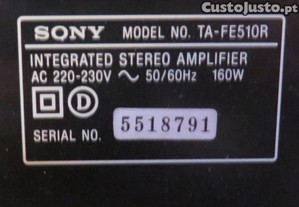 CustoJusto.pt
SONY MODEL NO. TA-FE510R
INTEGRATED STEREO AMPLIFIER
AC 220-230V ~ 50/60Hz 160W
D
SERIAL NO. 5518791